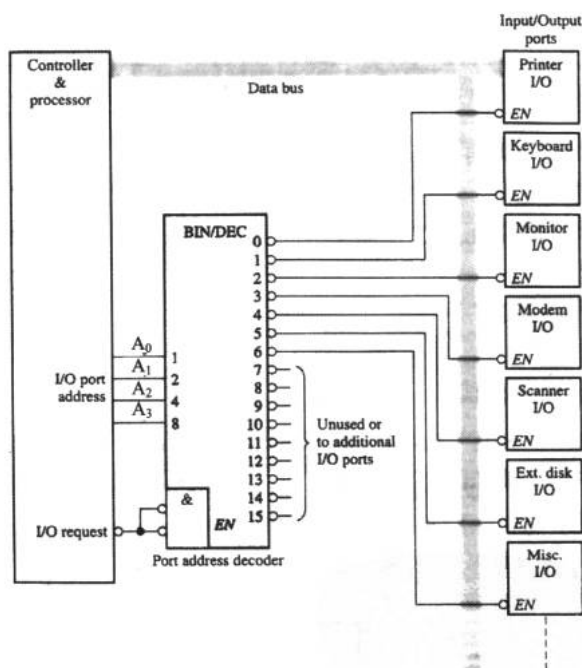 Input/Output
ports
Controller
&
processor
Data bus
Printer
I/O
EN
Keyboard
I/O
EN
Monitor
I/O
EN
Modem
I/O
EN
Scanner
I/O
EN
Ext. disk
I/O
EN
Misc.
I/O
EN
BIN/DEC
0
1
2
3
4
5
6
7
8
9
10
11
12
13
14
15
A0
A1
A2
A3
1
2
4
8
I/O port
address
Unused or
to additional
I/O ports
&
EN
I/O request
Port address decoder